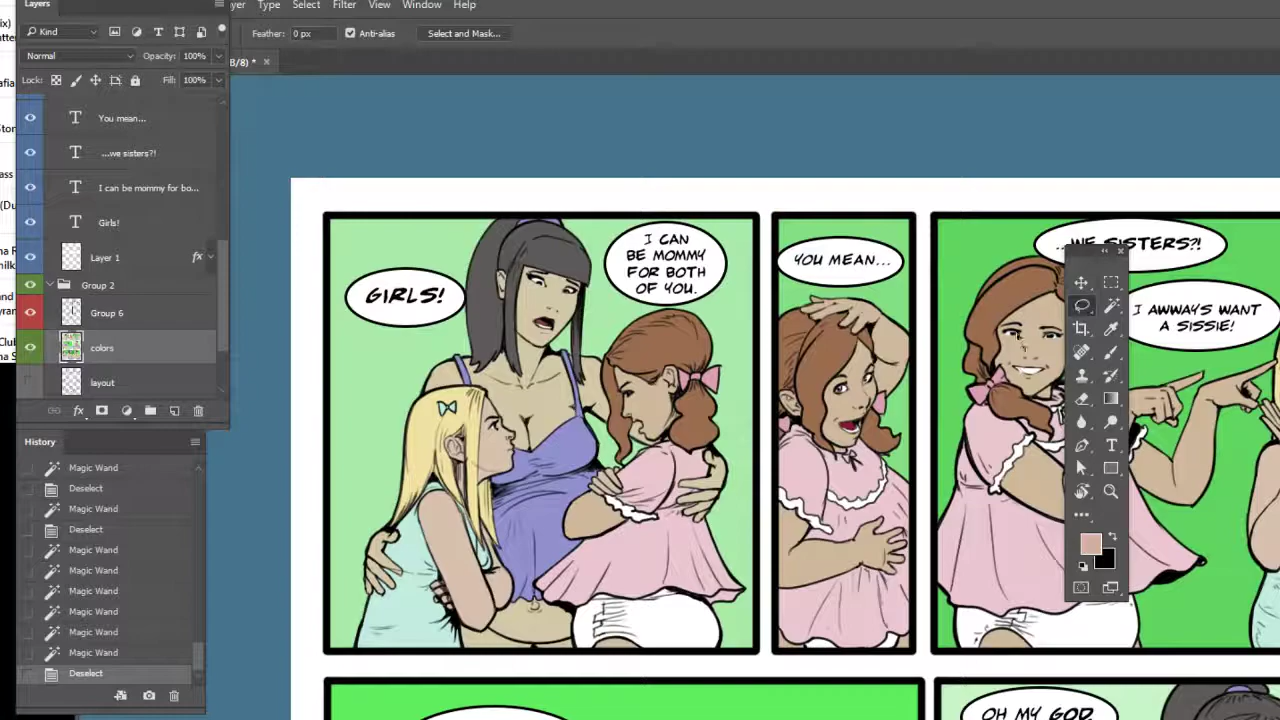 Layers
Layer
Type
Select
Filter
View
Window
Help
Kind
Feather:
0 px
Anti-alias
Select and Mask...
Normal
Opacity:
100%
B/8) *
Lock:
Fill:
100%
You mean...
...we sisters?!
I can be mommy for bo...
Girls!
Layer 1
fx
Group 2
Group 6
colors
layout
fx
History
Magic Wand
Deselect
Magic Wand
Deselect
Magic Wand
Magic Wand
Magic Wand
Magic Wand
Magic Wand
Magic Wand
Deselect
GIRLS!
I CAN
BE MOMMY
FOR BOTH
OF YOU.
YOU MEAN...
...WE SISTERS?!
I AWWAYS WANT
A SISSIE!
OH MY GOD,